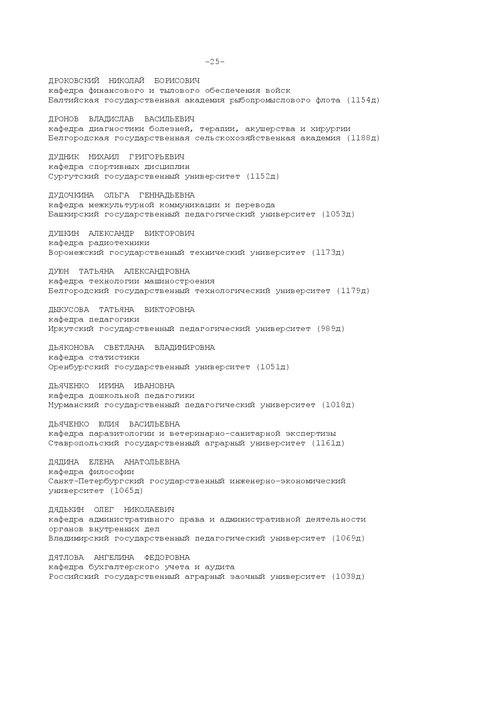 -25-
ДРОКОВСКИЙ НИКОЛАЙ БОРИСОВИЧ
кафедра финансового и тылового обеспечения войск
Балтийская государственная академия рыбопромыслового флота (1154д)
ДРОНОВ ВЛАДИСЛАВ ВАСИЛЬЕВИЧ
кафедра диагностики болезней, терапии, акушерства и хирургии
Белгородская государственная сельскохозяйственная академия (1188д)
ДУДНИК МИХАИЛ ГРИГОРЬЕВИЧ
кафедра спортивных дисциплин
Сургутский государственный университет (1152д)
ДУДОЧКИНА ОЛЬГА ГЕННАДЬЕВНА
кафедра межкультурной коммуникации и перевода
Башкирский государственный педагогический университет (1053д)
ДУШКИН АЛЕКСАНДР ВИКТОРОВИЧ
кафедра радиотехники
Воронежский государственный технический университет (1173д)
ДУЮН ТАТЬЯНА АЛЕКСАНДРОВНА
кафедра технологии машиностроения
Белгородский государственный технологический университет (1179д)
ДЫКУСОВА ТАТЬЯНА ВИКТОРОВНА
кафедра педагогики
Иркутский государственный педагогический университет (989д)
ДЬЯКОНОВА СВЕТЛАНА ВЛАДИМИРОВНА
кафедра статистики
Оренбургский государственный университет (1051д)
ДЬЯЧЕНКО ИРИНА ИВАНОВНА
кафедра дошкольной педагогики
Мурманский государственный педагогический университет (1018д)
ДЬЯЧЕНКО ЮЛИЯ ВАСИЛЬЕВНА
кафедра паразитологии и ветеринарно-санитарной экспертизы
Ставропольский государственный аграрный университет (1161д)
ДЯДИНА ЕЛЕНА АНАТОЛЬЕВНА
кафедра философии
Санкт-Петербургский государственный инженерно-экономический
университет (1065д)
ДЯДЬКИН ОЛЕГ НИКОЛАЕВИЧ
кафедра административного права и административной деятельности
органов внутренних дел
Владимирский государственный педагогический университет (1069д)
ДЯТЛОВА АНГЕЛИНА ФЕДОРОВНА
кафедра бухгалтерского учета и аудита
Российский государственный аграрный заочный университет (1038д)